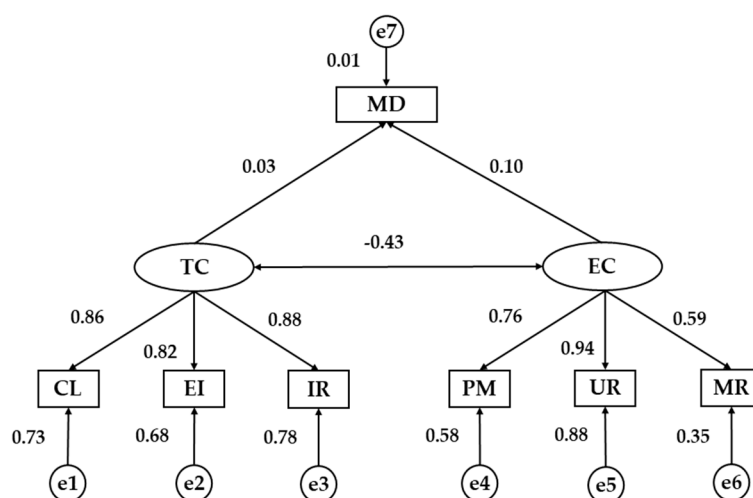 e7
0.01
MD
0.03 0.10
-0.43
TC EC
0.86 0.82 0.88 0.76 0.94 0.59
CL EI IR PM UR MR
0.73 0.68 0.78 0.58 0.88 0.35
e1 e2 e3 e4 e5 e6